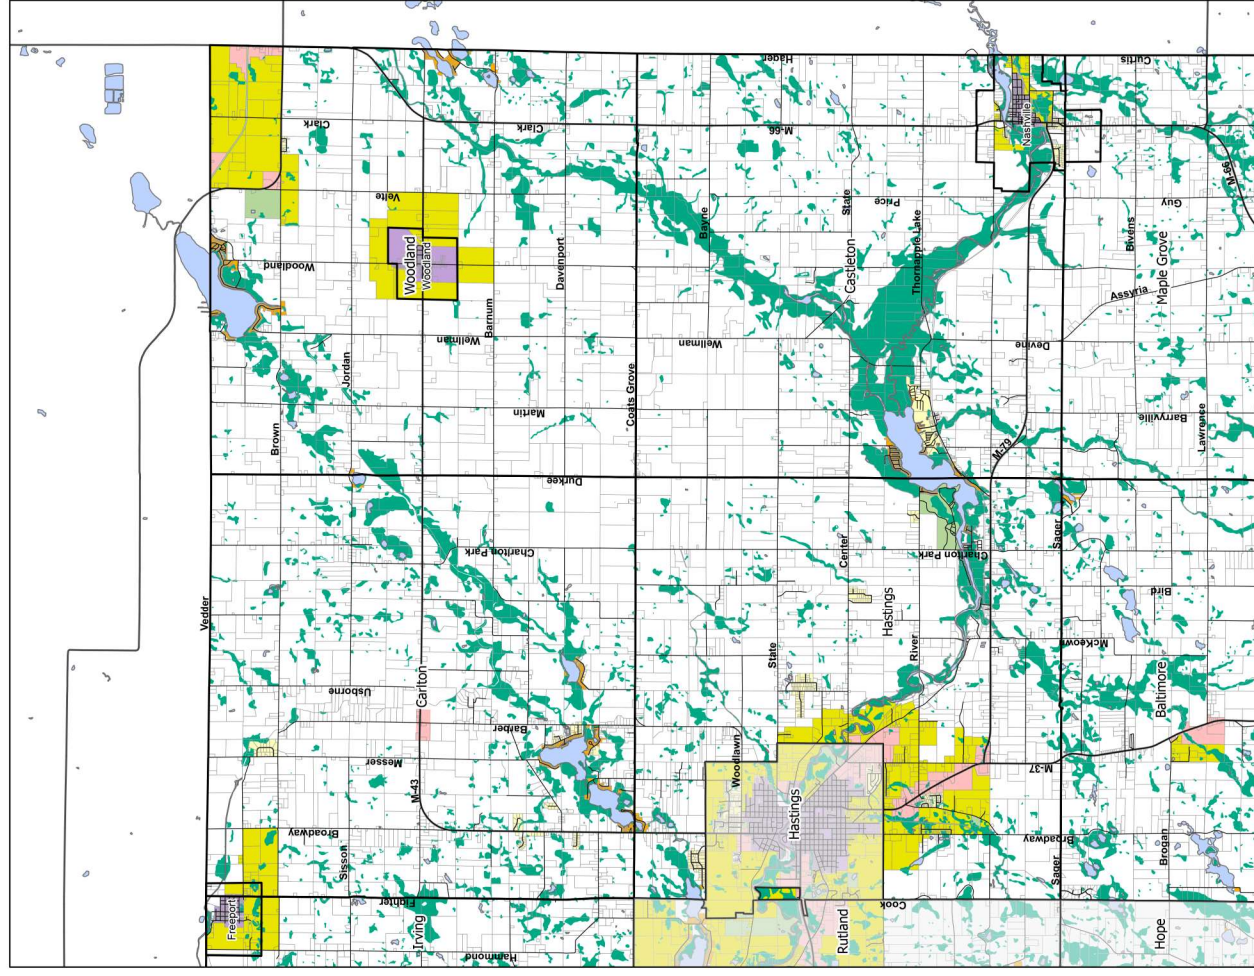 Hager
Curtis
Nashville
Clark
Clark
M-66
M-66
Velte
State
Price
Guy
Bayne
Thornapple Lake
Bivens
Woodland
Woodland
Woodland
Davenport
Castleton
Maple Grove
Assyria
Barnum
Wellman
Wellman
Devine
Jordan
Coats Grove
Martin
Barryville
Lawrence
Brown
M-79
Durkee
Sager
Charlton Park
Center
Charlton Park
Vedder
Hastings
Bird
McKeown
River
State
Usborne
Carlton
Baltimore
Barber
Messer
Woodlawn
M-37
M-43
Hastings
Broadway
Sisson
Broadway
Brogan
Sager
Freeport
Fighter
Cook
Irving
Rutland
Hope
Hammond